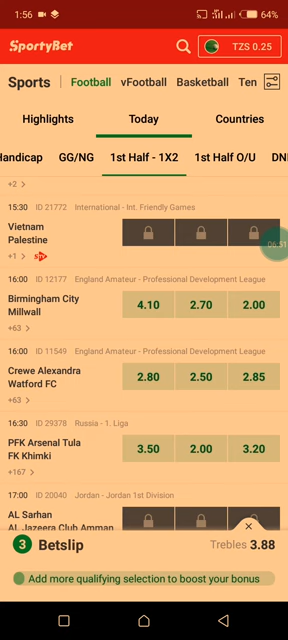 1:56 64%
SportyBet TZS 0.25
Sports Football vFootball Basketball Ten
Highlights Today Countries
Handicap GG/NG 1st Half - 1X2 1st Half O/U DN
+2 >
15:30 ID 21772 International - Int. Friendly Games
Vietnam
Palestine
+1 >
06:51
16:00 ID 12177 England Amateur - Professional Development League
Birmingham City
Millwall
4.10 2.70 2.00
+63 >
16:00 ID 11549 England Amateur - Professional Development League
Crewe Alexandra
Watford FC
2.80 2.50 2.85
+63 >
16:30 ID 29378 Russia - 1. Liga
PFK Arsenal Tula
FK Khimki
3.50 2.00 3.20
+167 >
17:00 ID 20040 Jordan - Jordan 1st Division
AL Sarhan
AL Jazeera Club Amman
3 Betslip Trebles 3.88
Add more qualifying selection to boost your bonus